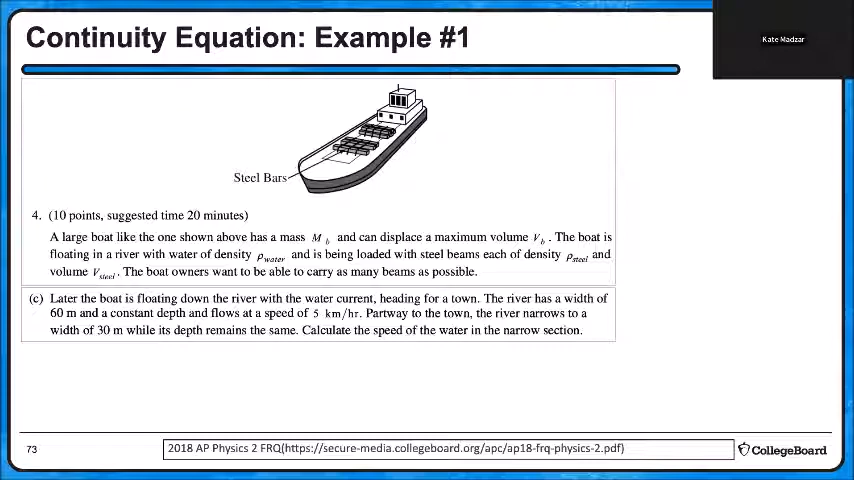 Continuity Equation: Example #1
Kate Madzar
Steel Bars
4. (10 points, suggested time 20 minutes)
A large boat like the one shown above has a mass M_b and can displace a maximum volume V_b. The boat is
floating in a river with water of density ρ_water and is being loaded with steel beams each of density ρ_steel and
volume V_steel. The boat owners want to be able to carry as many beams as possible.
(c) Later the boat is floating down the river with the water current, heading for a town. The river has a width of
60 m and a constant depth and flows at a speed of 5 km/hr. Partway to the town, the river narrows to a
width of 30 m while its depth remains the same. Calculate the speed of the water in the narrow section.
73
2018 AP Physics 2 FRQ(https://secure-media.collegeboard.org/apc/ap18-frq-physics-2.pdf)
CollegeBoard